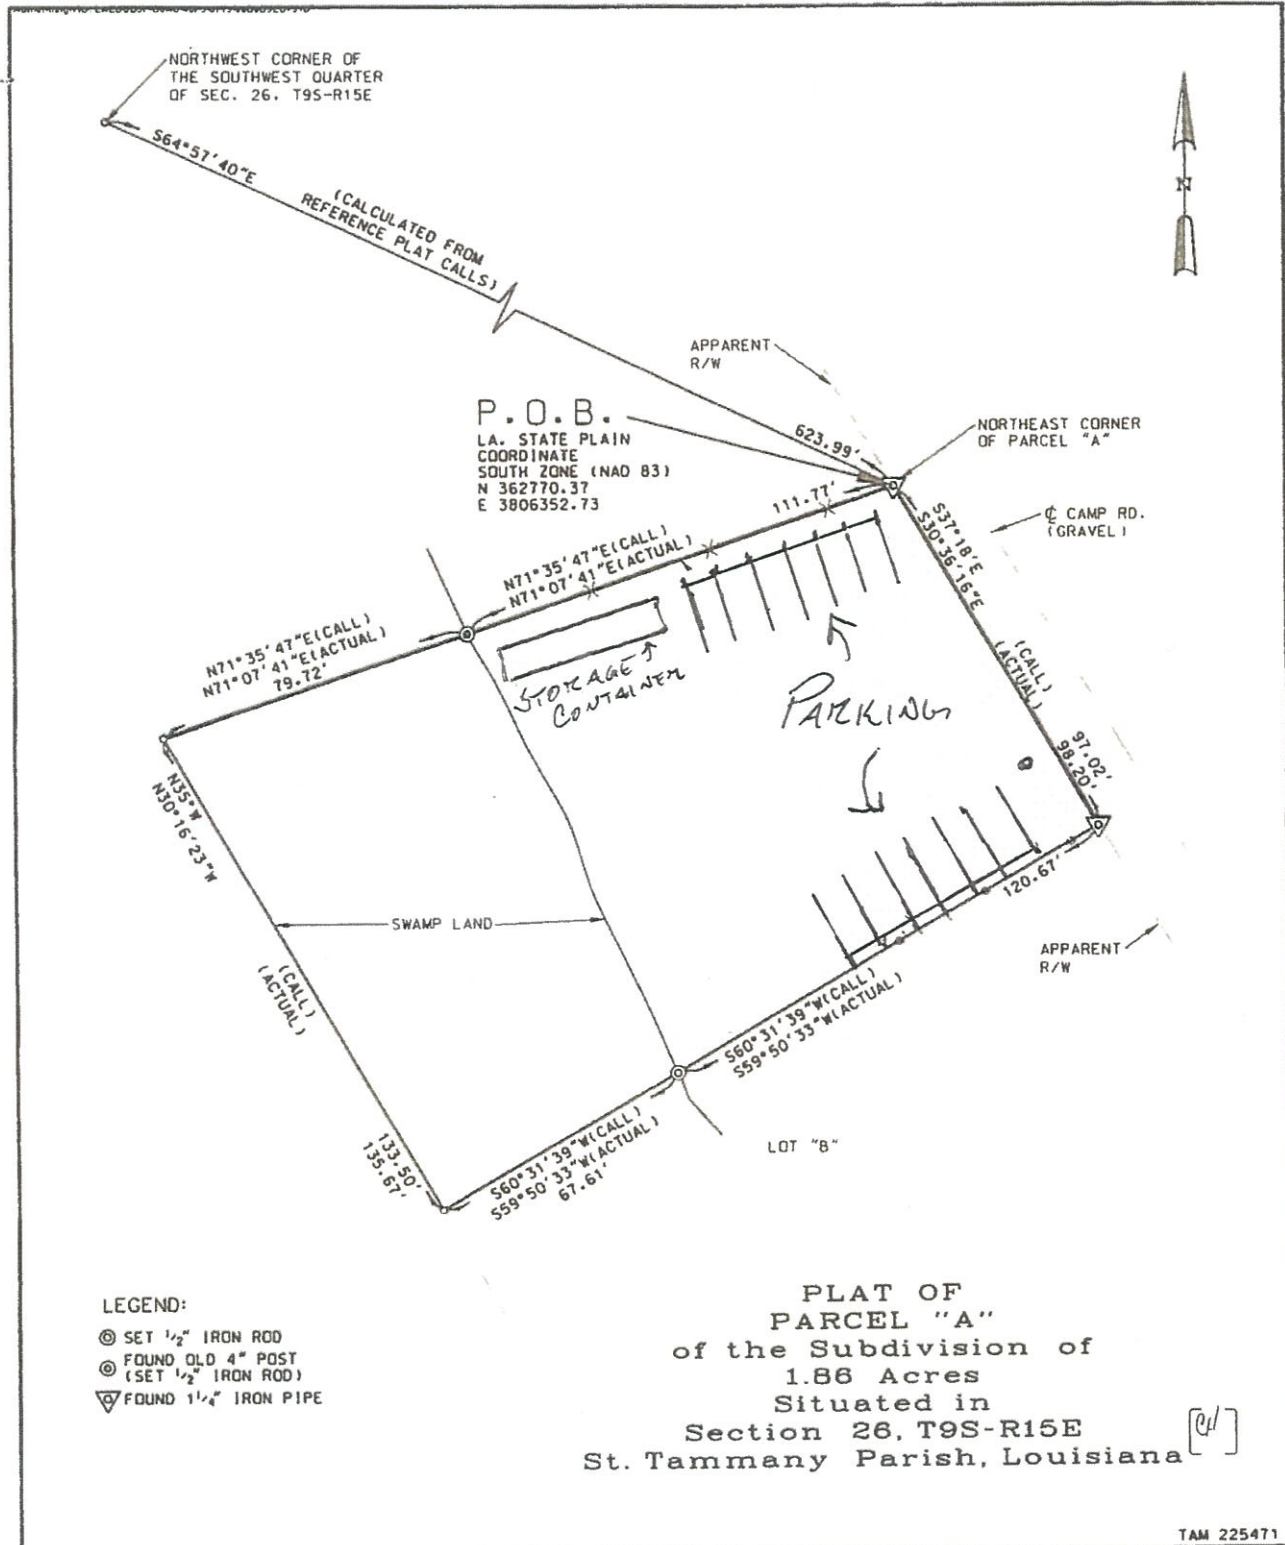 NORTHWEST CORNER OF
THE SOUTHWEST QUARTER
OF SEC. 26, T9S-R15E
S64°57'40"E
(CALCULATED FROM
REFERENCE PLAT CALLS)
N
APPARENT
R/W
P.O.B.
LA. STATE PLAIN
COORDINATE
SOUTH ZONE (NAD 83)
N 362770.37
E 3806352.73
623.99'
NORTHEAST CORNER
OF PARCEL "A"
₵ CAMP RD.
(GRAVEL)
111.77'
N71°35'47"E(CALL)
N71°07'41"E(ACTUAL)
S37°18'E
S30°36'16"E
(CALL)
(ACTUAL)
97.02'
98.20'
N71°35'47"E(CALL)
N71°07'41"E(ACTUAL)
79.72'
STORAGE
CONTAINER
PARKING
N35°W
N30°16'23"W
(CALL)
(ACTUAL)
133.50'
135.67'
SWAMP LAND
120.67'
APPARENT
R/W
S60°31'39"W(CALL)
S59°50'33"W(ACTUAL)
S60°31'39"W(CALL)
S59°50'33"W(ACTUAL)
67.61'
LOT "B"
LEGEND:
SET 1/2" IRON ROD
FOUND OLD 4" POST
(SET 1/2" IRON ROD)
FOUND 1 1/4" IRON PIPE
PLAT OF
PARCEL "A"
of the Subdivision of
1.86 Acres
Situated in
Section 26, T9S-R15E
St. Tammany Parish, Louisiana
TAM 225471